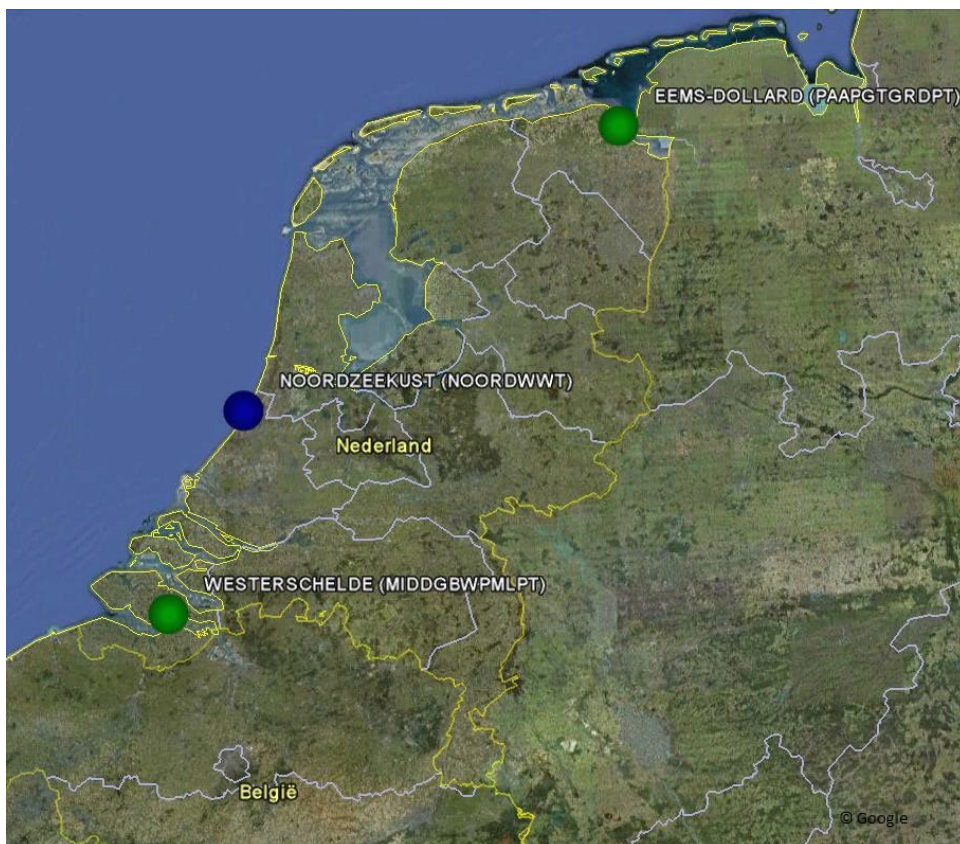 EEMS-DOLLARD (PAAPGTGRDPT)
NOORDZEEKUST (NOORDWWT)
Nederland
WESTERSCHELDE (MIDDGBWPMLPT)
België
© Google